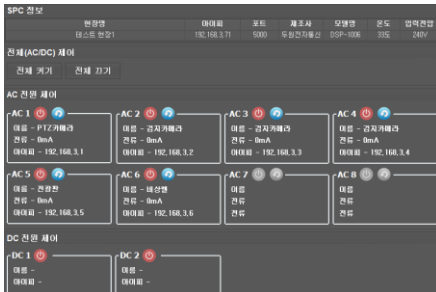 SPC 정보
현장명 아이피 포트 제조사 모델명 온도 입력전압
테스트 현장1 192.168.3.71 5000 두원전자통신 DSP-1006 33도 240V
전체(AC/DC) 제어
전체 켜기 전체 끄기
AC 전원 제어
AC 1 AC 2 AC 3 AC 4
이름 - PTZ카메라 이름 - 감지카메라 이름 - 감지카메라 이름 - 감지카메라
전류 - 0mA 전류 - 0mA 전류 - 0mA 전류 - 0mA
아이피 - 192.168.3.1 아이피 - 192.168.3.2 아이피 - 192.168.3.3 아이피 - 192.168.3.4
AC 5 AC 6 AC 7 AC 8
이름 - 전광판 이름 - 비상벨 이름 이름
전류 - 0mA 전류 - 0mA 전류 전류
아이피 - 192.168.3.5 아이피 - 192.168.3.6 전류 전류
DC 전원 제어
DC 1 DC 2
이름 - 이름 -
아이피 - 아이피 -